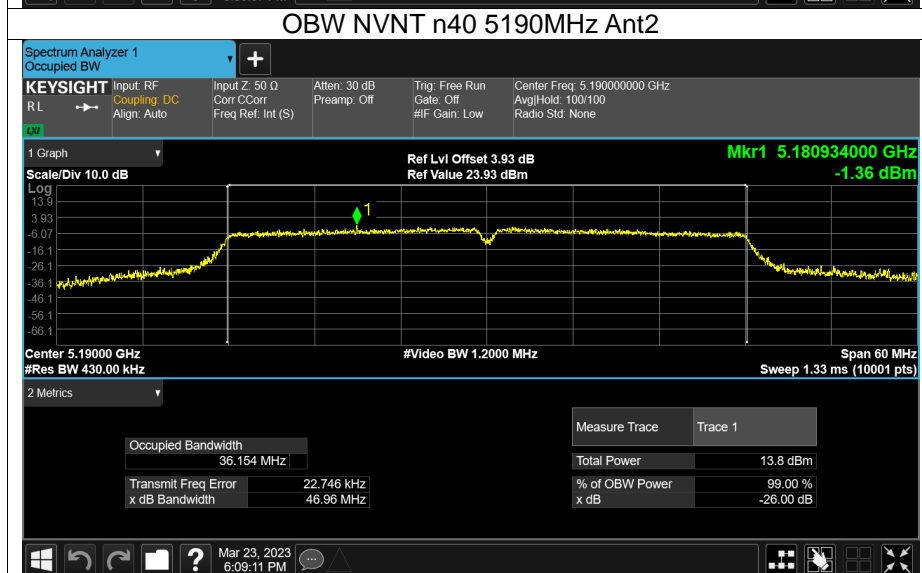 OBW NVNT n40 5190MHz Ant2
Spectrum Analyzer 1
Occupied BW
+
KEYSIGHT Input: RF Input Z: 50 Ω Atten: 30 dB Trig: Free Run Center Freq: 5.190000000 GHz
RL Coupling: DC Corr CCorr Preamp: Off Gate: Off Avg|Hold: 100/100
Align: Auto Freq Ref: Int (S) #IF Gain: Low Radio Std: None
LXI
1 Graph Ref Lvl Offset 3.93 dB Mkr1 5.180934000 GHz
Scale/Div 10.0 dB Ref Value 23.93 dBm -1.36 dBm
Log
13.9
3.93
-6.07
-16.1
-26.1
-36.1
-46.1
-56.1
-66.1
1
Center 5.19000 GHz #Video BW 1.2000 MHz Span 60 MHz
#Res BW 430.00 kHz Sweep 1.33 ms (10001 pts)
2 Metrics
Measure Trace Trace 1
Occupied Bandwidth
36.154 MHz Total Power 13.8 dBm
Transmit Freq Error 22.746 kHz % of OBW Power 99.00 %
x dB Bandwidth 46.96 MHz x dB -26.00 dB
? Mar 23, 2023
6:09:11 PM